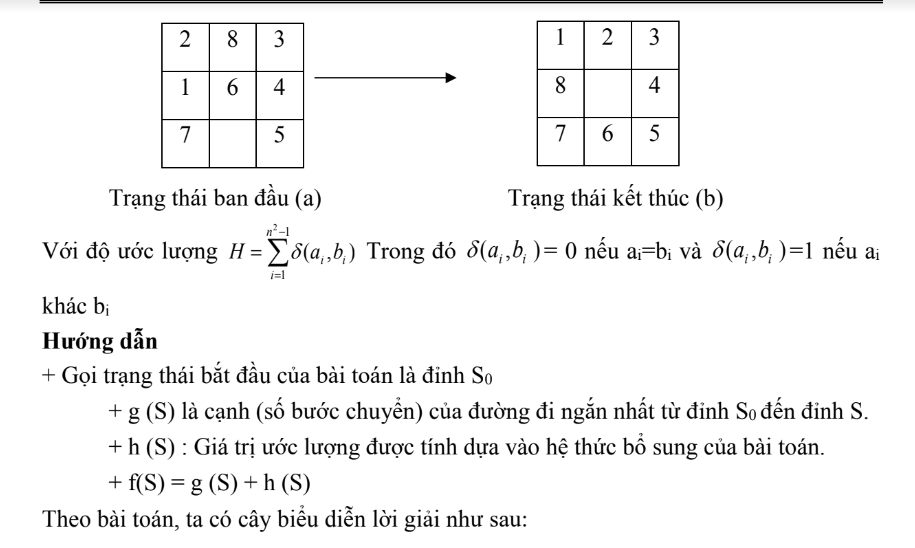 2 8 3 1 2 3
1 6 4 8 4
7 5 7 6 5
Trạng thái ban đầu (a) Trạng thái kết thúc (b)
Với độ ước lượng H = ∑_{i=1}^{n²−1} δ(aᵢ,bᵢ) Trong đó δ(aᵢ,bᵢ)= 0 nếu aᵢ=bᵢ và δ(aᵢ,bᵢ)=1 nếu aᵢ
khác bᵢ
Hướng dẫn
+ Gọi trạng thái bắt đầu của bài toán là đỉnh S₀
+ g (S) là cạnh (số bước chuyển) của đường đi ngắn nhất từ đỉnh S₀ đến đỉnh S.
+ h (S) : Giá trị ước lượng được tính dựa vào hệ thức bổ sung của bài toán.
+ f(S) = g (S) + h (S)
Theo bài toán, ta có cây biểu diễn lời giải như sau: